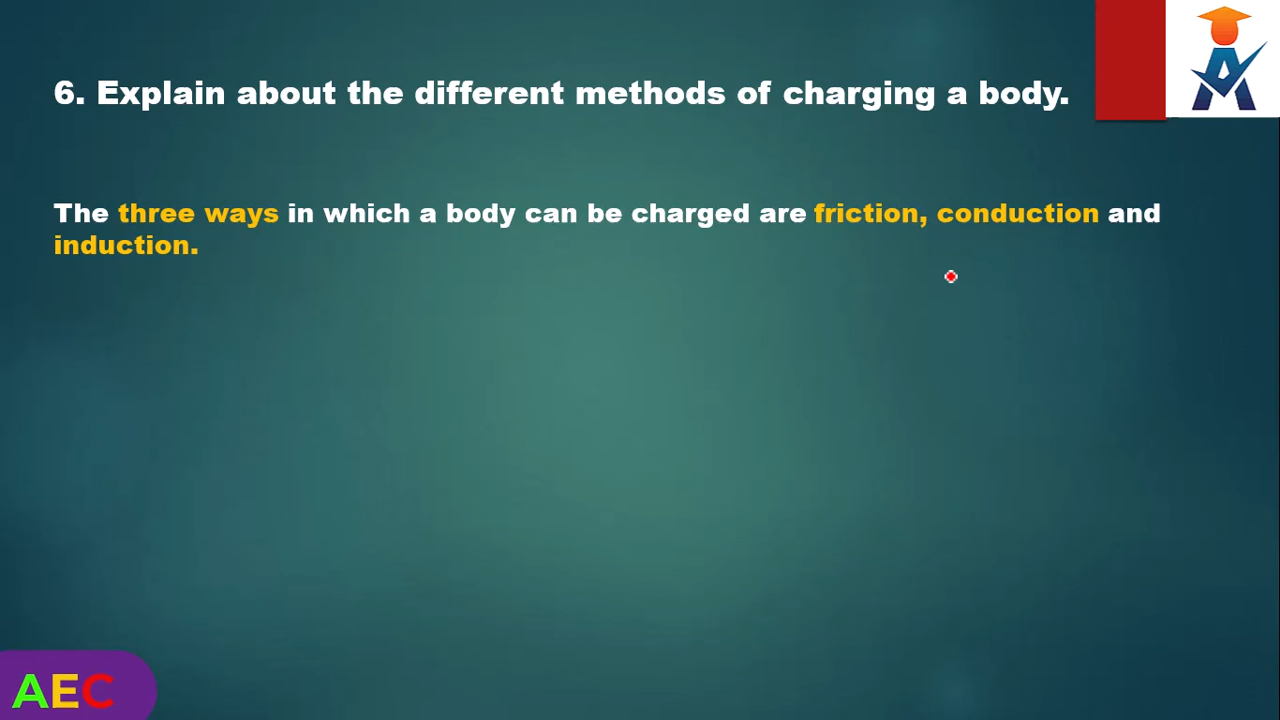 6. Explain about the different methods of charging a body.
The three ways in which a body can be charged are friction, conduction and
induction.
AEC